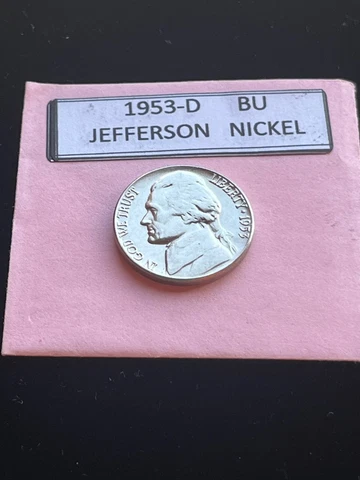 1953-D BU
JEFFERSON NICKEL
IN GOD WE TRUST
LIBERTY · 1953